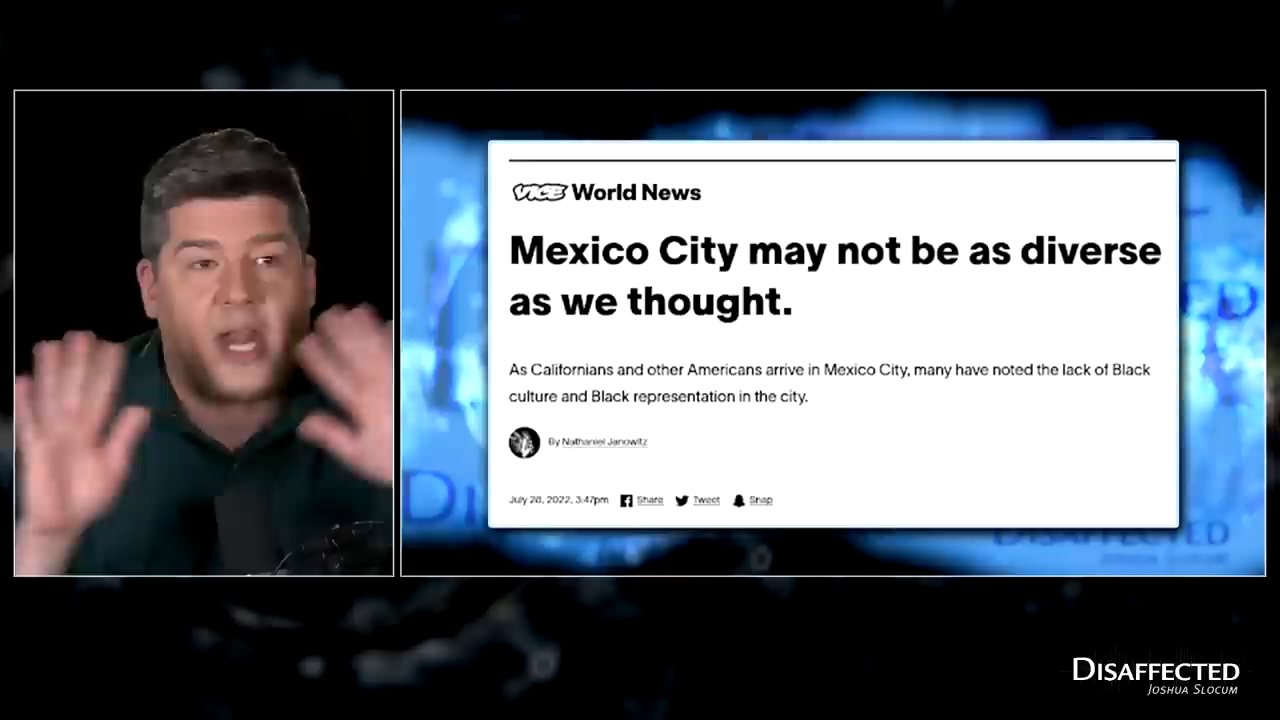 VICE World News
Mexico City may not be as diverse
as we thought.
As Californians and other Americans arrive in Mexico City, many have noted the lack of Black
culture and Black representation in the city.
By Nathaniel Janowitz
July 28, 2022, 3:47pm Share Tweet Snap
DISAFFECTED
DISAFFECTED
JOSHUA SLOCUM